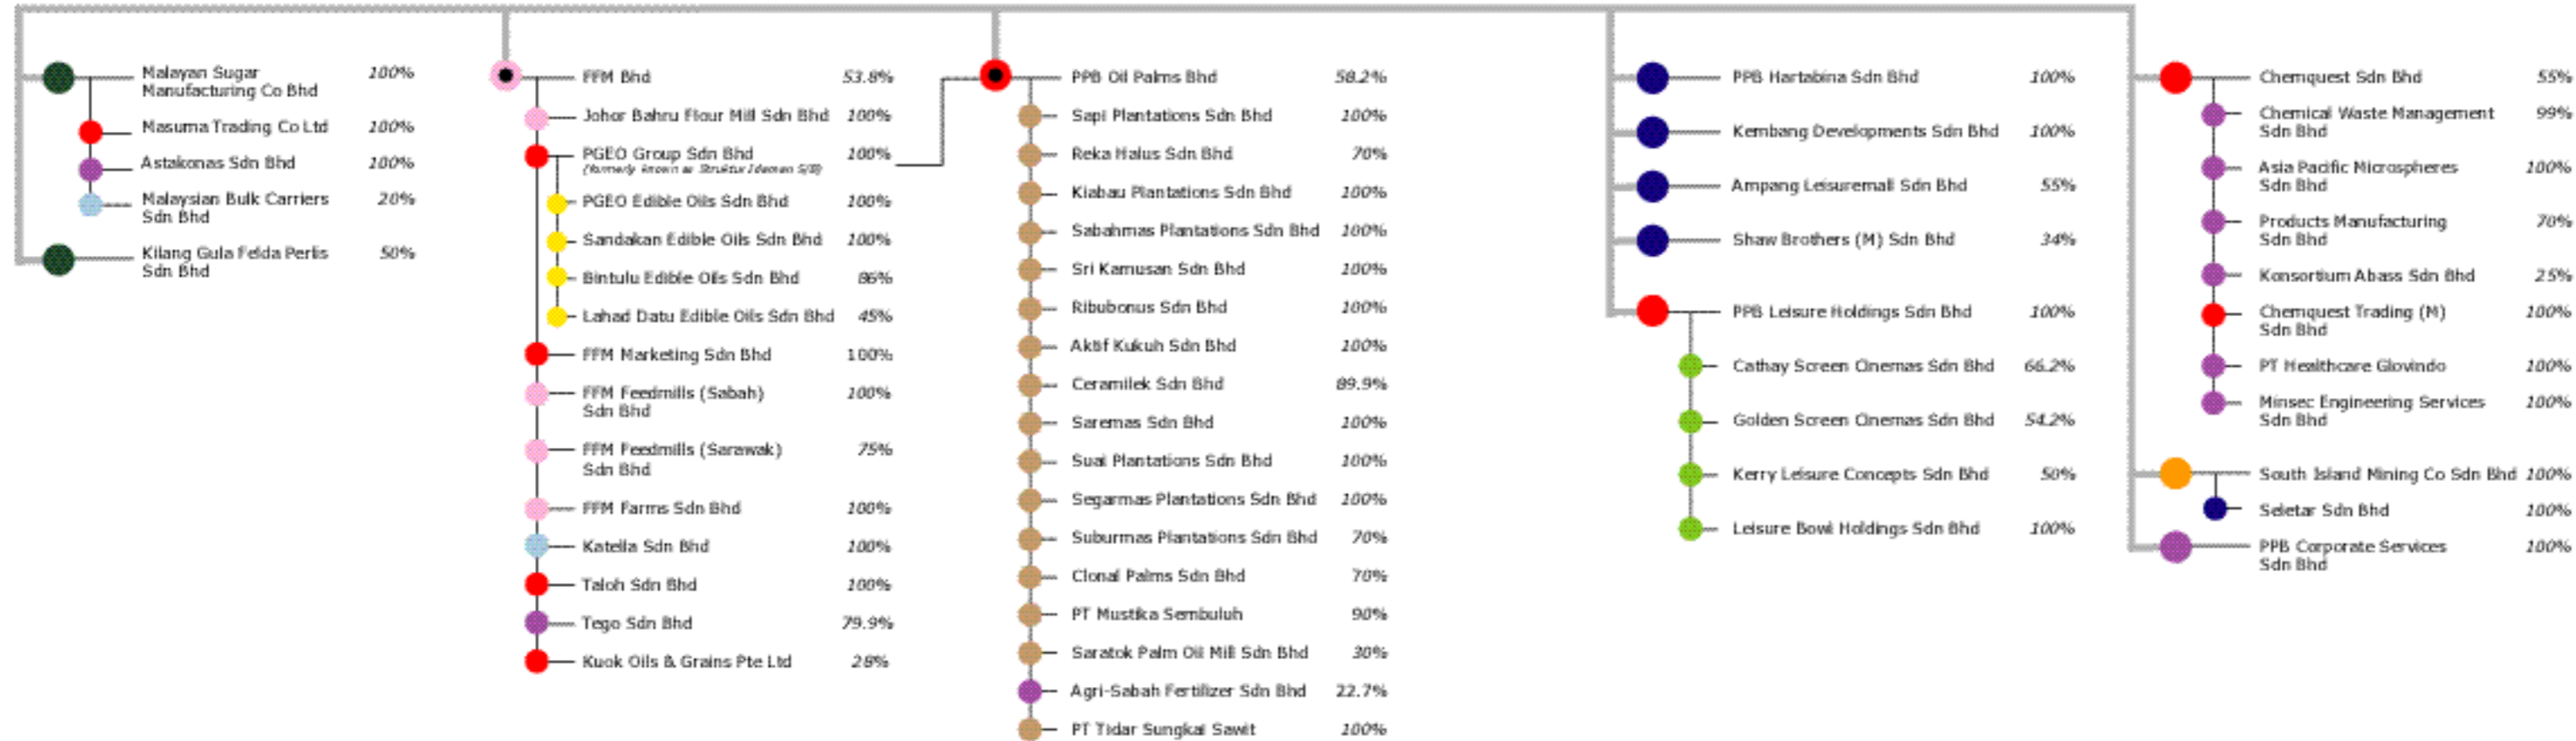 Malayan Sugar 100%
Manufacturing Co Bhd
Masuma Trading Co Ltd 100%
Astakonas Sdn Bhd 100%
Malaysian Bulk Carriers 20%
Sdn Bhd
Kilang Gula Felda Perlis 50%
Sdn Bhd
FFM Bhd 53.8%
Johor Bahru Flour Mill Sdn Bhd 100%
PGEO Group Sdn Bhd 100%
(formerly known as Struktur Idaman S/B)
PGEO Edible Oils Sdn Bhd 100%
Sandakan Edible Oils Sdn Bhd 100%
Bintulu Edible Oils Sdn Bhd 86%
Lahad Datu Edible Oils Sdn Bhd 45%
FFM Marketing Sdn Bhd 100%
FFM Feedmills (Sabah) 100%
Sdn Bhd
FFM Feedmills (Sarawak) 75%
Sdn Bhd
FFM Farms Sdn Bhd 100%
Katella Sdn Bhd 100%
Taloh Sdn Bhd 100%
Tego Sdn Bhd 79.9%
Kuok Oils & Grains Pte Ltd 28%
PPB Oil Palms Bhd 58.2%
Sapi Plantations Sdn Bhd 100%
Reka Halus Sdn Bhd 70%
Kiabau Plantations Sdn Bhd 100%
Sabahmas Plantations Sdn Bhd 100%
Sri Kamusan Sdn Bhd 100%
Ribubonus Sdn Bhd 100%
Aktif Kukuh Sdn Bhd 100%
Ceramilek Sdn Bhd 89.9%
Saremas Sdn Bhd 100%
Suai Plantations Sdn Bhd 100%
Segarmas Plantations Sdn Bhd 100%
Suburmas Plantations Sdn Bhd 70%
Clonal Palms Sdn Bhd 70%
PT Mustika Sembuluh 90%
Saratok Palm Oil Mill Sdn Bhd 30%
Agri-Sabah Fertilizer Sdn Bhd 22.7%
PT Tidar Sungkai Sawit 100%
PPB Hartabina Sdn Bhd 100%
Kembang Developments Sdn Bhd 100%
Ampang Leisuremall Sdn Bhd 55%
Shaw Brothers (M) Sdn Bhd 34%
PPB Leisure Holdings Sdn Bhd 100%
Cathay Screen Cinemas Sdn Bhd 66.2%
Golden Screen Cinemas Sdn Bhd 54.2%
Kerry Leisure Concepts Sdn Bhd 50%
Leisure Bowl Holdings Sdn Bhd 100%
Chemquest Sdn Bhd 55%
Chemical Waste Management 99%
Sdn Bhd
Asia Pacific Microspheres 100%
Sdn Bhd
Products Manufacturing 70%
Sdn Bhd
Konsortium Abass Sdn Bhd 25%
Chemquest Trading (M) 100%
Sdn Bhd
PT Healthcare Glovindo 100%
Minsec Engineering Services 100%
Sdn Bhd
South Island Mining Co Sdn Bhd 100%
Seletar Sdn Bhd 100%
PPB Corporate Services 100%
Sdn Bhd